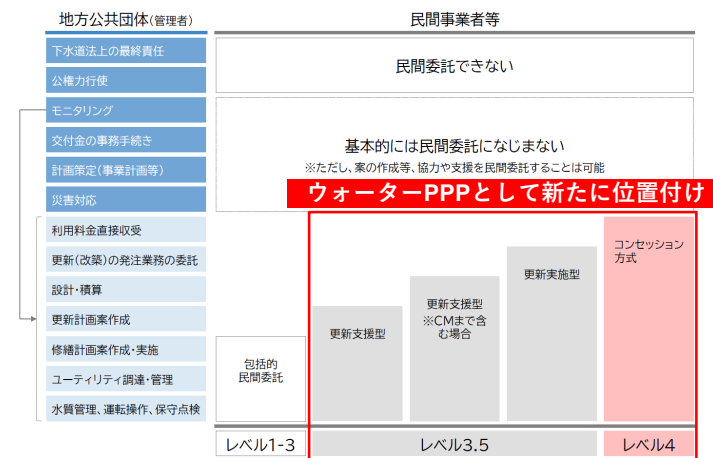 地方公共団体(管理者)
民間事業者等
下水道法上の最終責任
公権力行使
民間委託できない
モニタリング
交付金の事務手続き
計画策定(事業計画等)
災害対応
基本的には民間委託になじまない
※ただし、案の作成等、協力や支援を民間委託することは可能
ウォーターPPPとして新たに位置付け
利用料金直接収受
更新(改築)の発注業務の委託
設計・積算
更新計画案作成
修繕計画案作成・実施
ユーティリティ調達・管理
水質管理、運転操作、保守点検
包括的
民間委託
更新支援型
更新支援型
※CMまで含
む場合
更新実施型
コンセッション
方式
レベル1-3
レベル3.5
レベル4